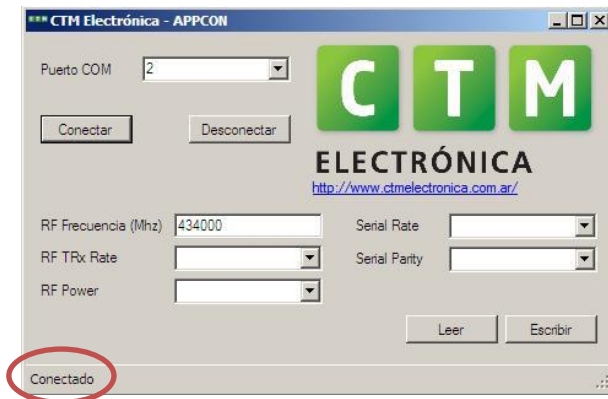 CTM Electrónica - APPCON
Puerto COM 2
Conectar Desconectar
CTM
ELECTRÓNICA
http://www.ctmelectronica.com.ar/
RF Frecuencia (Mhz) 434000 Serial Rate
RF TRx Rate Serial Parity
RF Power
Leer Escribir
Conectado